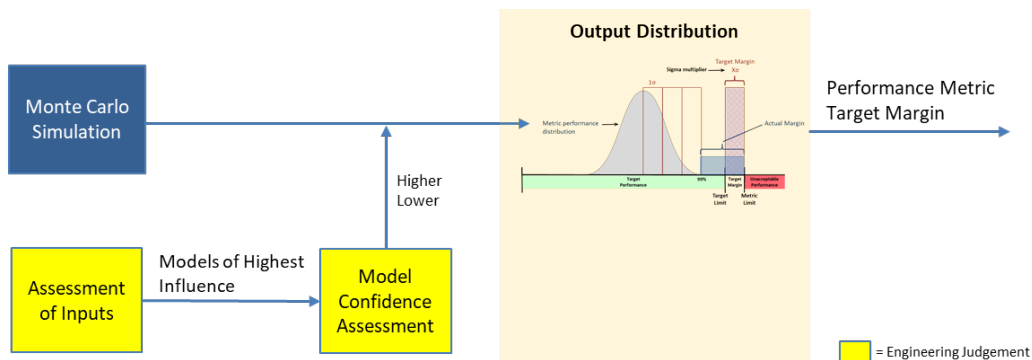 Output Distribution
Target Margin
Sigma multiplier
Xσ
3σ
Monte Carlo
Simulation
Metric performance
distribution
Actual Margin
Performance Metric
Target Margin
Target
Performance
99%
Target
Margin
Unacceptable
Performance
Target
Limit
Metric
Limit
Higher
Lower
Assessment
of Inputs
Models of Highest
Influence
Model
Confidence
Assessment
= Engineering Judgement